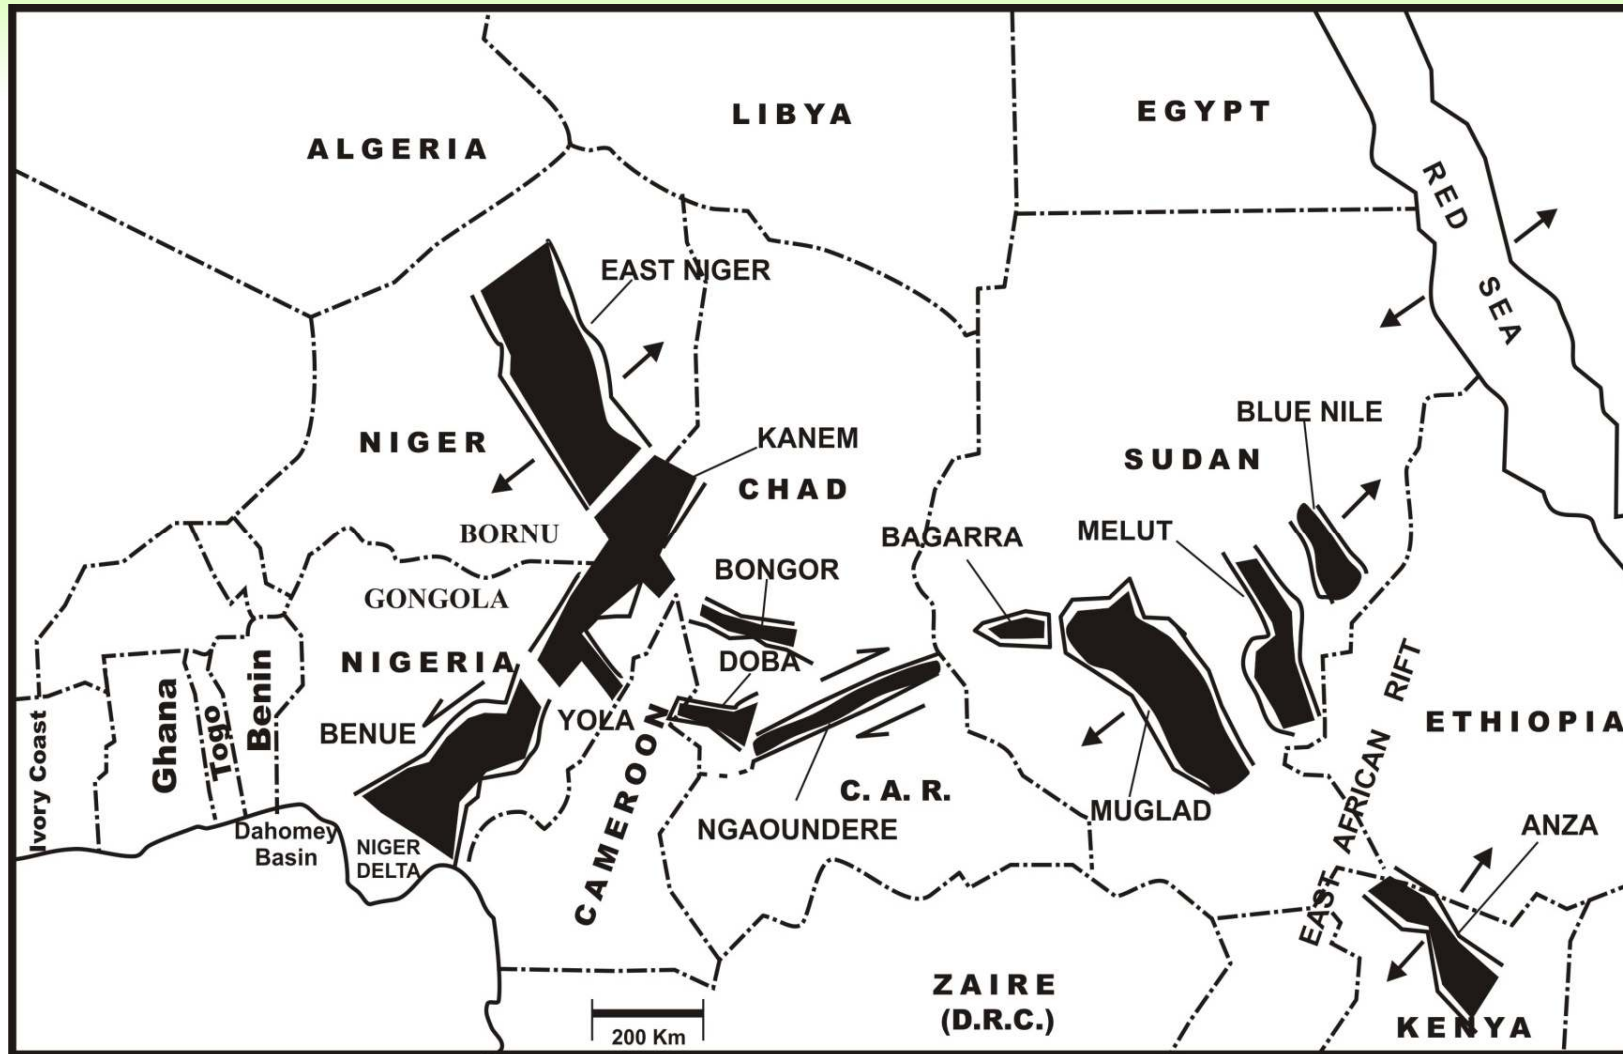 LIBYA
EGYPT
ALGERIA
RED SEA
EAST NIGER
BLUE NILE
NIGER
KANEM
SUDAN
CHAD
BORNU
BAGARRA
MELUT
BONGOR
GONGOLA
NIGERIA
DOBA
BENUE
YOLA
Ivory Coast
Ghana
Togo
Benin
CAMEROON
EAST AFRICAN RIFT
ETHIOPIA
C. A. R.
MUGLAD
NGAOUNDERE
ANZA
Dahomey
Basin
NIGER
DELTA
ZAIRE
(D.R.C.)
KENYA
200 Km